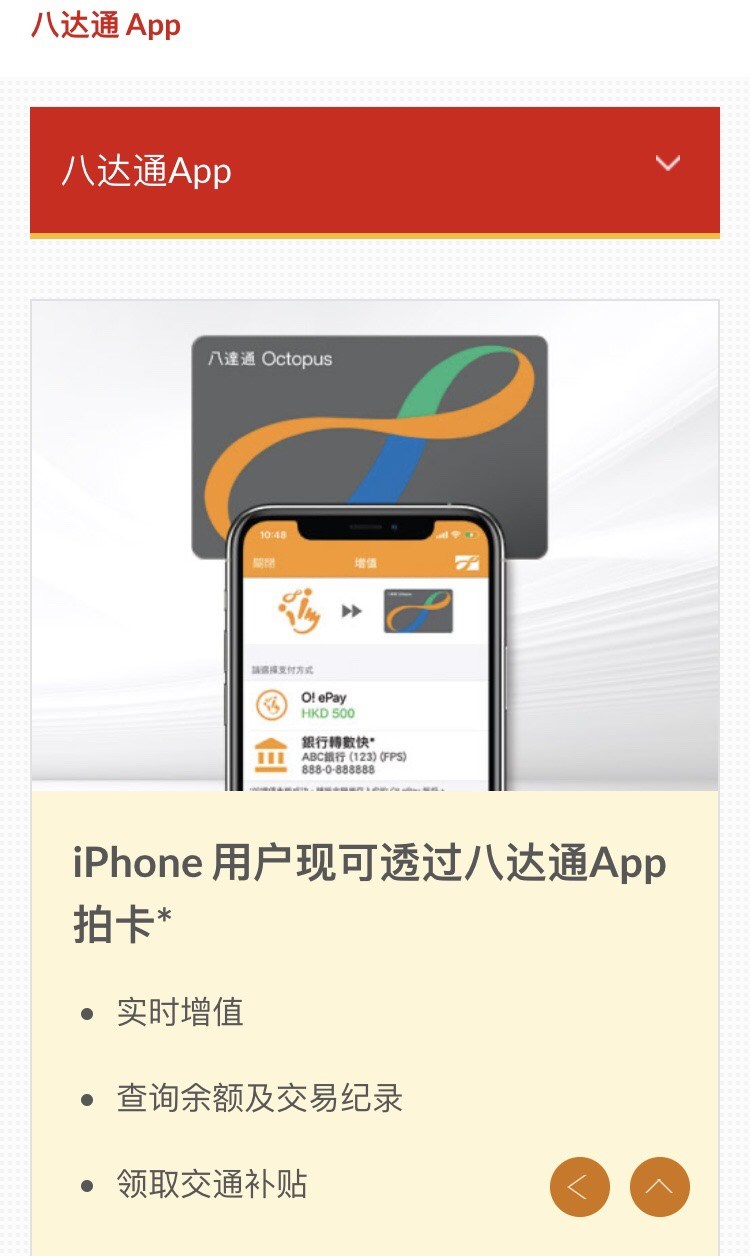 八达通 App
八达通App
八達通 Octopus
10:48
關閉
增值
請選擇支付方式
O! ePay
HKD 500
銀行轉數快*
ABC銀行 (123) (FPS)
888-0-888888
iPhone 用户现可透过八达通App
拍卡*
实时增值
查询余额及交易纪录
领取交通补贴